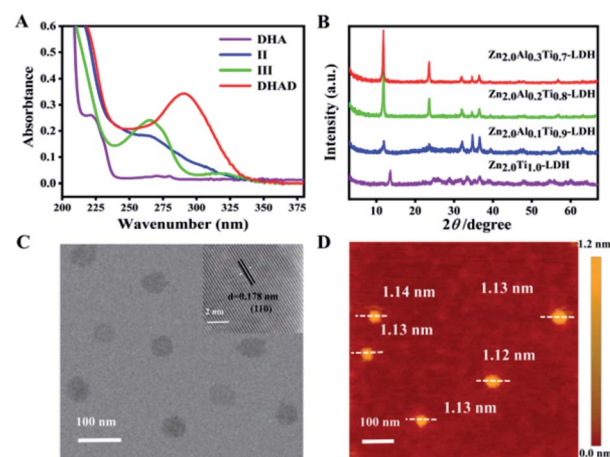 A
0.6
0.5
0.4
0.3
0.2
0.1
0.0
Absorbtance
DHA
II
III
DHAD
200 225 250 275 300 325 350 375
Wavenumber (nm)
B
Intensity (a.u.)
Zn2.0Al0.3Ti0.7-LDH
Zn2.0Al0.2Ti0.8-LDH
Zn2.0Al0.1Ti0.9-LDH
Zn2.0Ti1.0-LDH
10 20 30 40 50 60
2θ/degree
C
d=0.178 nm
(110)
2 nm
100 nm
D
1.14 nm
1.13 nm
1.13 nm
1.12 nm
1.13 nm
100 nm
1.2 nm
0.0 nm